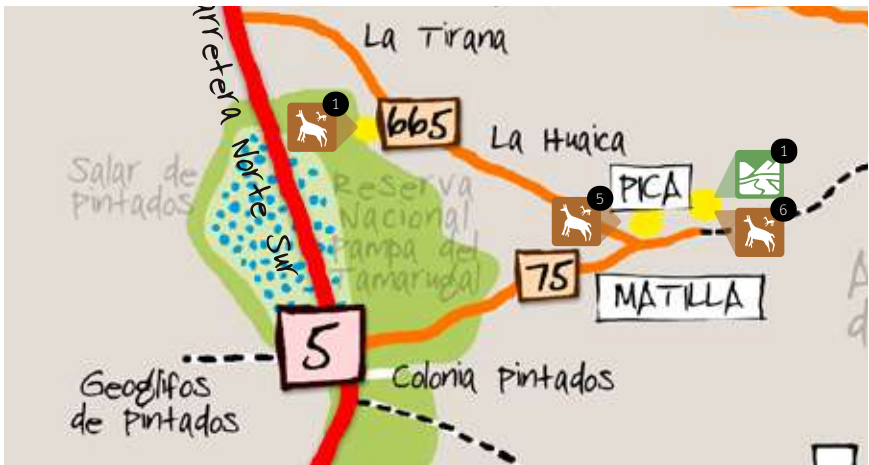 Carretera
Norte Sur
La Tirana
1
665
La Huaica
1
Salar de
Pintados
Reserva
Nacional
Pampa del
Tamarugal
5
PICA
6
75
MATILLA
5
Colonia Pintados
Geoglifos
de pintados